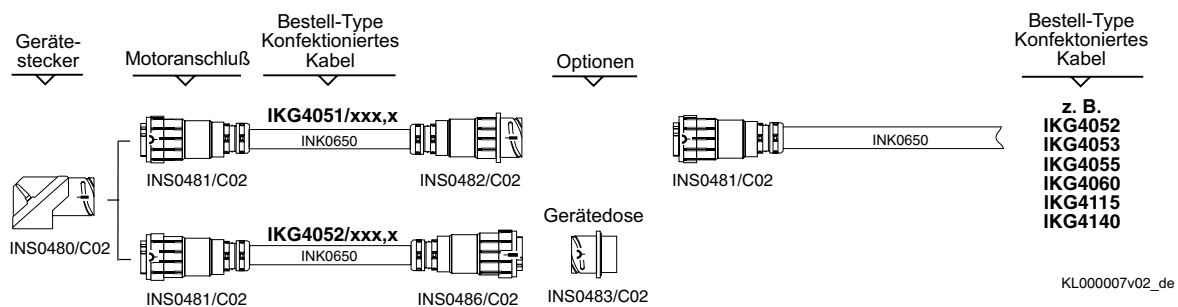 Geräte-
stecker
Motoranschluß
Bestell-Type
Konfektioniertes
Kabel
Optionen
Bestell-Type
Konfektoniertes
Kabel
IKG4051/xxx,x
INK0650
INS0481/C02
INS0482/C02
INS0480/C02
IKG4052/xxx,x
INK0650
INS0481/C02
INS0486/C02
Gerätedose
INS0483/C02
INK0650
INS0481/C02
z. B.
IKG4052
IKG4053
IKG4055
IKG4060
IKG4115
IKG4140
KL000007v02_de